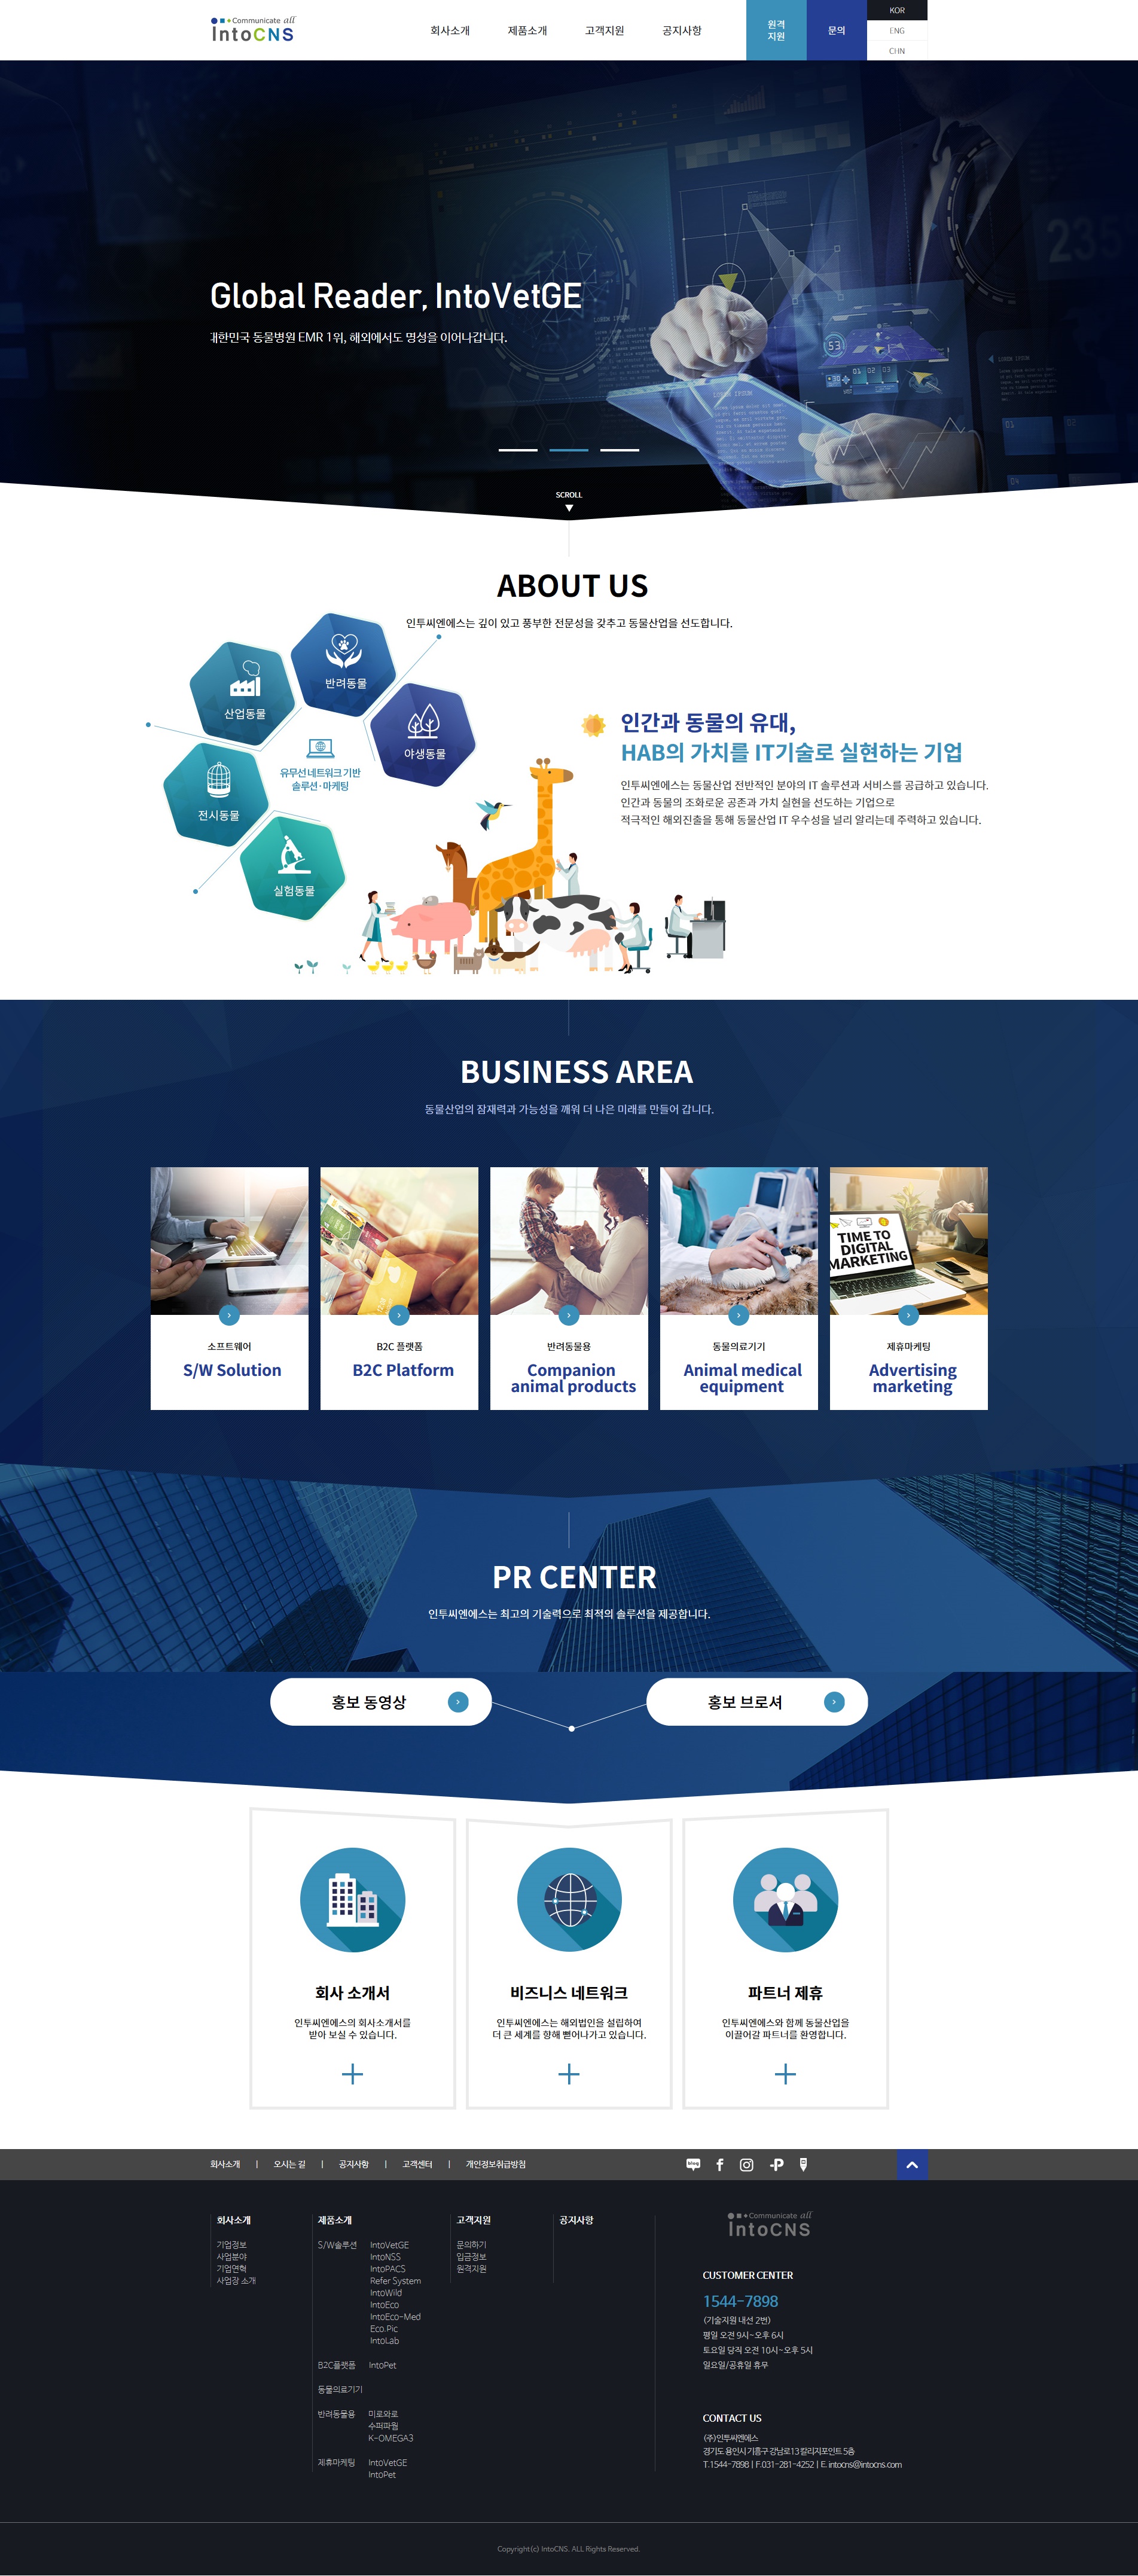 Communicate all
IntoCNS
회사소개
제품소개
고객지원
공지사항
원격
지원
문의
KOR
ENG
CHN
Global Reader, IntoVetGE
대한민국 동물병원 EMR 1위, 해외에서도 명성을 이어나갑니다.
SCROLL
ABOUT US
인투씨엔에스는 깊이 있고 풍부한 전문성을 갖추고 동물산업을 선도합니다.
반려동물
산업동물
야생동물
유무선 네트워크 기반
솔루션 · 마케팅
전시동물
실험동물
인간과 동물의 유대,
HAB의 가치를 IT기술로 실현하는 기업
인투씨엔에스는 동물산업 전반적인 분야의 IT 솔루션과 서비스를 공급하고 있습니다.
인간과 동물의 조화로운 공존과 가치 실현을 선도하는 기업으로
적극적인 해외진출을 통해 동물산업 IT 우수성을 널리 알리는데 주력하고 있습니다.
BUSINESS AREA
동물산업의 잠재력과 가능성을 깨워 더 나은 미래를 만들어 갑니다.
TIME TO
DIGITAL
MARKETING
소프트웨어
S/W Solution
B2C 플랫폼
B2C Platform
반려동물용
Companion
animal products
동물의료기기
Animal medical
equipment
제휴마케팅
Advertising
marketing
PR CENTER
인투씨엔에스는 최고의 기술력으로 최적의 솔루션을 제공합니다.
홍보 동영상
홍보 브로셔
회사 소개서
인투씨엔에스의 회사소개서를
받아 보실 수 있습니다.
비즈니스 네트워크
인투씨엔에스는 해외법인을 설립하여
더 큰 세계를 향해 뻗어나가고 있습니다.
파트너 제휴
인투씨엔에스와 함께 동물산업을
이끌어갈 파트너를 환영합니다.
회사소개 | 오시는 길 | 공지사항 | 고객센터 | 개인정보취급방침
blog
회사소개
기업정보
사업분야
기업연혁
사업장 소개
제품소개
S/W솔루션
IntoVetGE
IntoNSS
IntoPACS
Refer System
IntoWild
IntoEco
IntoEco-Med
Eco.Pic
IntoLab
B2C플랫폼 IntoPet
동물의료기기
반려동물용
미로와로
수퍼파월
K-OMEGA3
제휴마케팅
IntoVetGE
IntoPet
고객지원
문의하기
입금정보
원격지원
공지사항
Communicate all
IntoCNS
CUSTOMER CENTER
1544-7898
(기술지원 내선 2번)
평일 오전 9시~오후 6시
토요일 당직 오전 10시~오후 5시
일요일/공휴일 휴무
CONTACT US
(주)인투씨엔에스
경기도 용인시 기흥구 강남로13 칼리지포인트 5층
T.1544-7898 | F.031-281-4252 | E. intocns@intocns.com
Copyright(c) IntoCNS. ALL Rights Reserved.